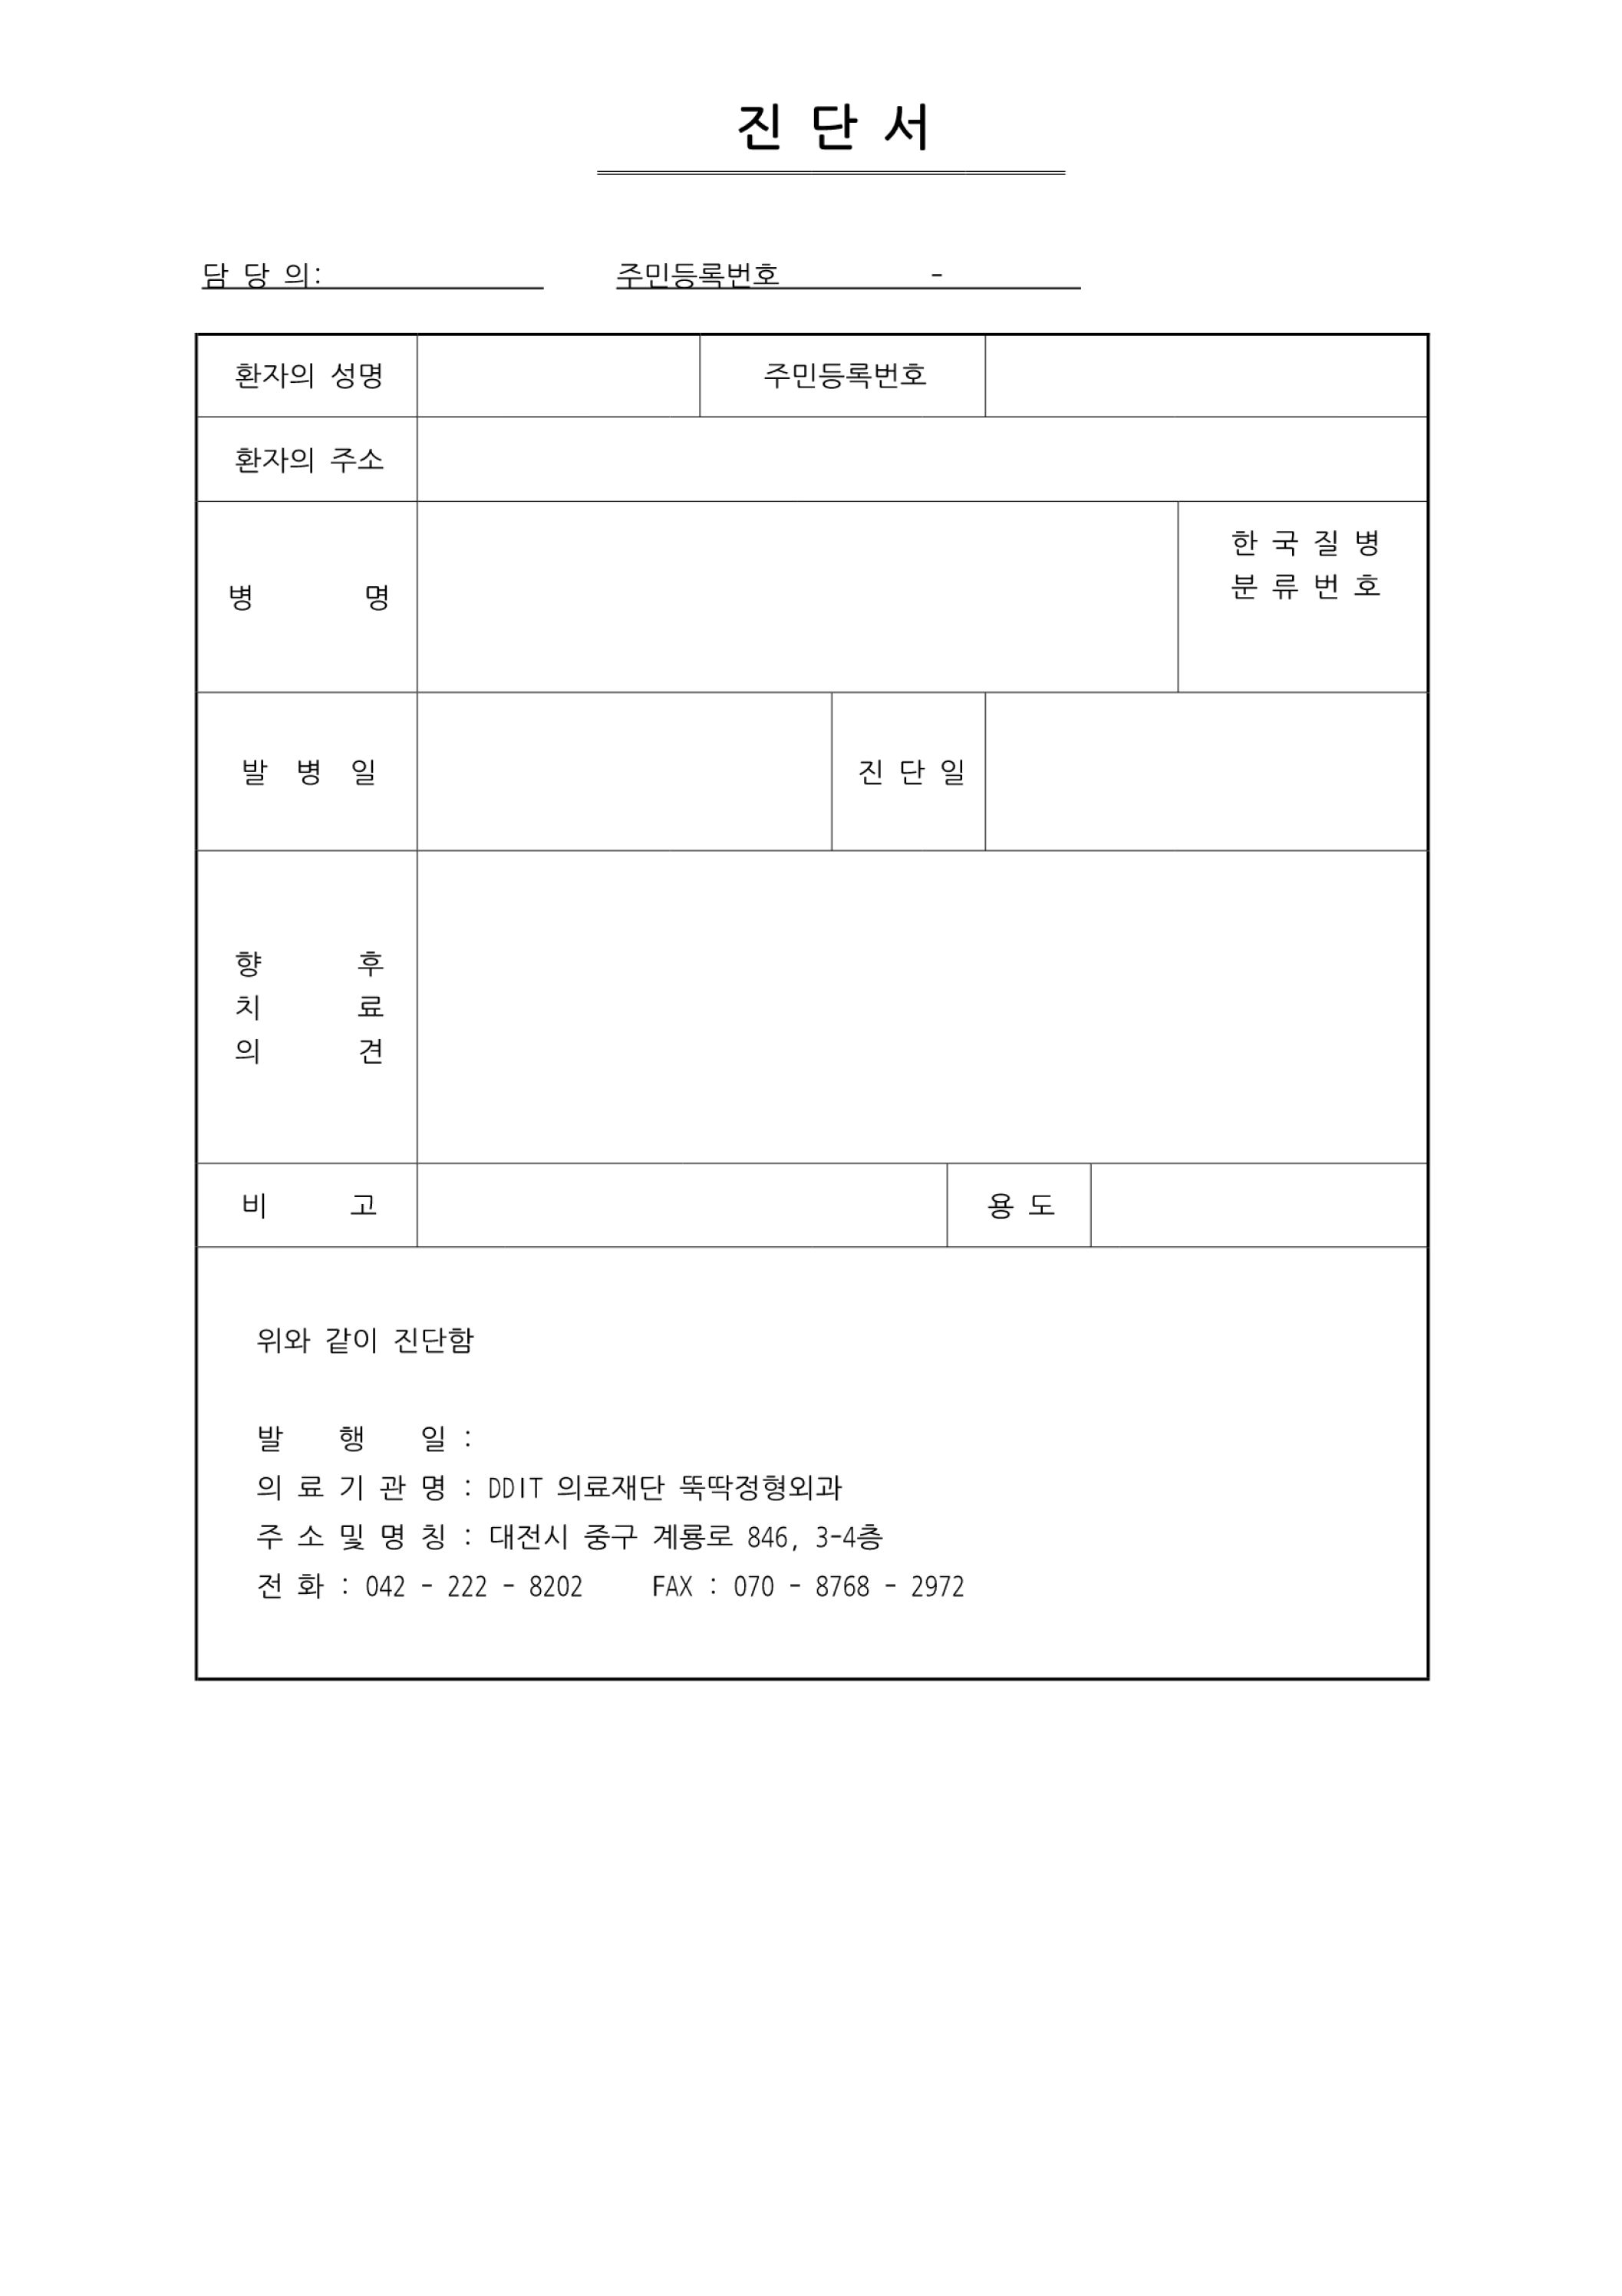 진 단 서
담 당 의: 주민등록번호 -
환자의 성명 주민등록번호
환자의 주소
병 명 한 국 질 병
분 류 번 호
발 병 일 진 단 일
향 후
치 료
의 견
비 고 용 도
위와 같이 진단함
발 행 일 :
의 료 기 관 명 : DDIT 의료재단 뚝딱정형외과
주 소 및 명 칭 : 대전시 중구 계룡로 846, 3-4층
전 화 : 042 - 222 - 8202 FAX : 070 - 8768 - 2972